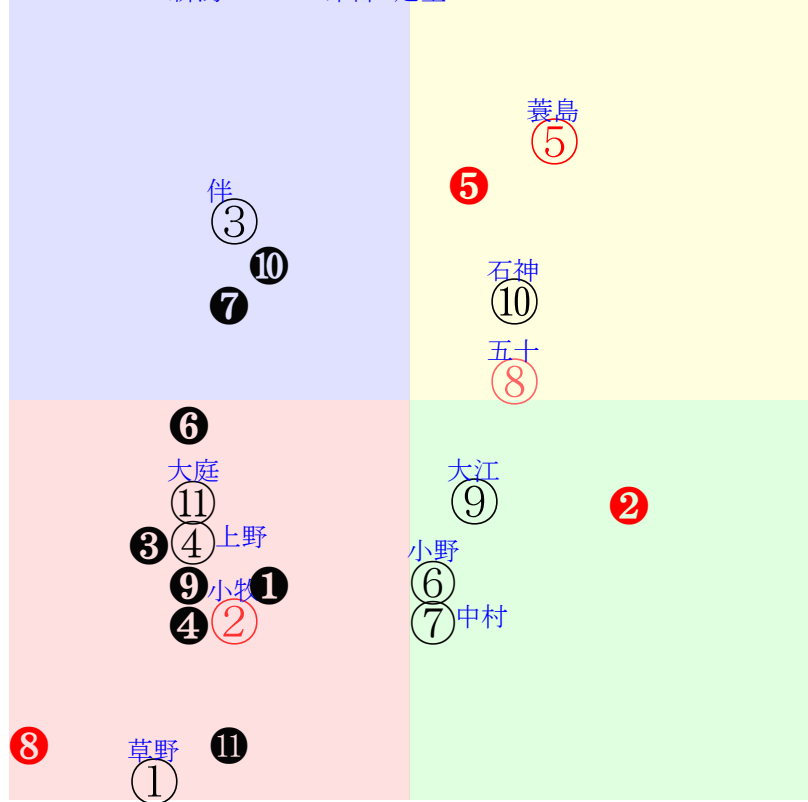 蓑島
⑤
❺
伴
③
❿
石神
⑩
❼
五十
⑧
❻
大庭
⑪
大江
⑨
❷
❸
④ 上野
小野
⑥
❾ 小牧 ❶
❹ ② ⑦ 中村
❽ 草野 ⓫
①